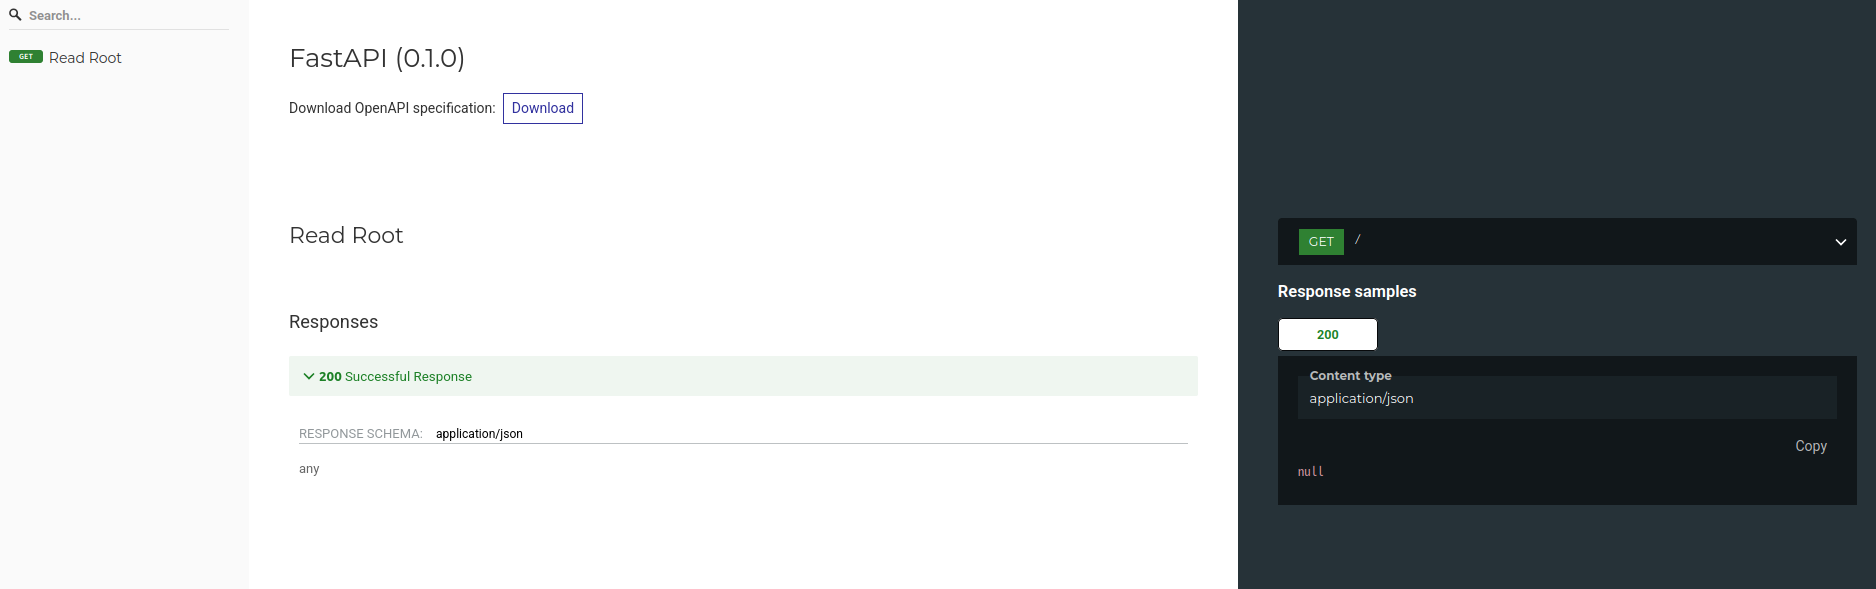 Search...
GET Read Root
FastAPI (0.1.0)
Download OpenAPI specification: Download
Read Root
Responses
200 Successful Response
RESPONSE SCHEMA: application/json
any
GET /
Response samples
200
Content type
application/json
Copy
null